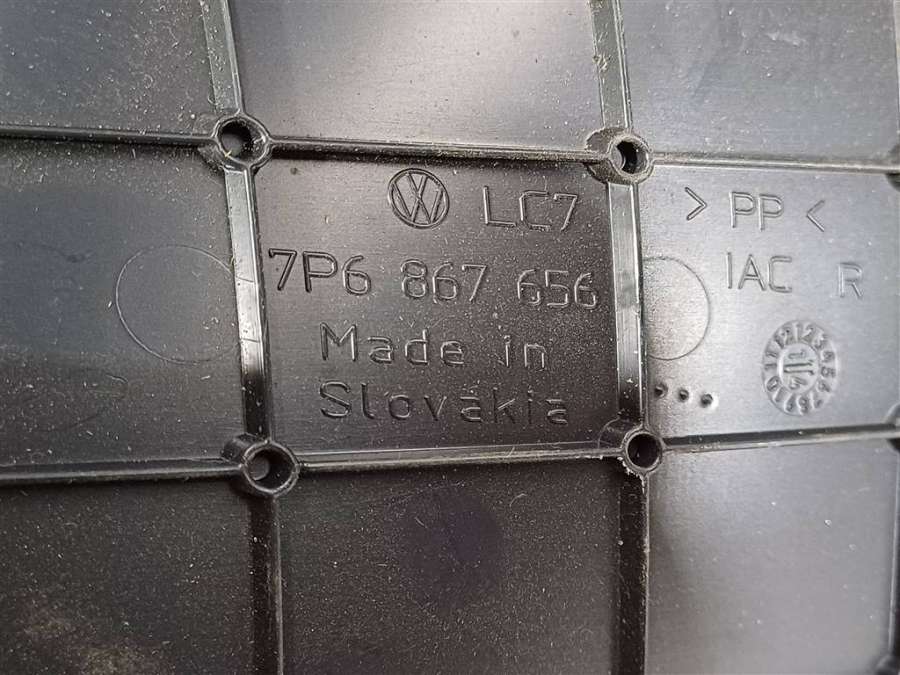 LC7
7P6 867 656
Made in
Slovakia
> PP <
IAC R